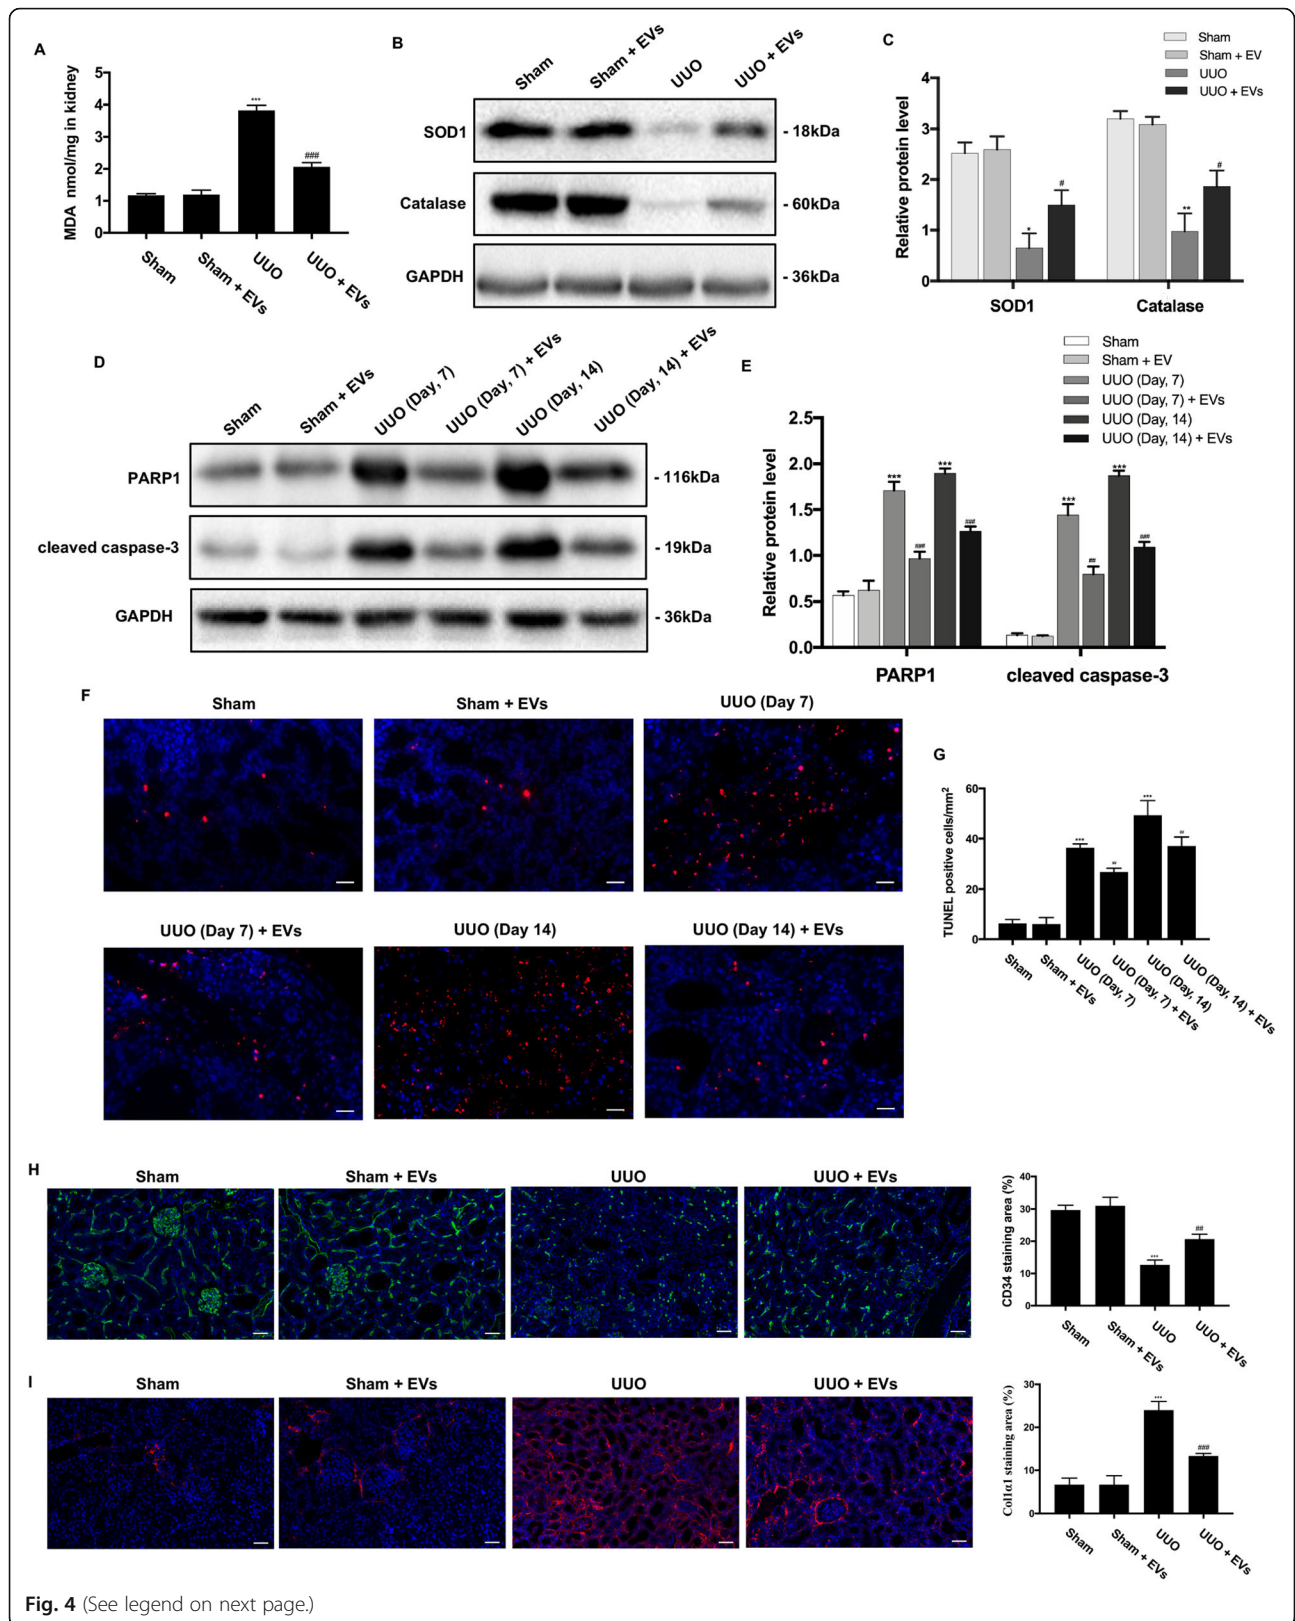 A
MDA nmol/mg in kidney
5
4
3
2
1
0
***
###
Sham
Sham + EVs
UUO
UUO + EVs
B
Sham
Sham + EVs
UUO
UUO + EVs
SOD1
- 18kDa
Catalase
- 60kDa
GAPDH
- 36kDa
C
Sham
Sham + EV
UUO
UUO + EVs
Relative protein level
4
3
2
1
0
*
#
**
#
SOD1
Catalase
D
Sham
Sham + EVs
UUO (Day, 7)
UUO (Day, 7) + EVs
UUO (Day, 14)
UUO (Day, 14) + EVs
PARP1
- 116kDa
cleaved caspase-3
- 19kDa
GAPDH
- 36kDa
E
Sham
Sham + EV
UUO (Day, 7)
UUO (Day, 7) + EVs
UUO (Day, 14)
UUO (Day, 14) + EVs
Relative protein level
2.5
2.0
1.5
1.0
0.5
0.0
***
###
***
###
***
##
***
###
PARP1
cleaved caspase-3
F
Sham
Sham + EVs
UUO (Day 7)
UUO (Day 7) + EVs
UUO (Day 14)
UUO (Day 14) + EVs
G
TUNEL positive cells/mm2
60
40
20
0
***
***
Sham
Sham + EVs
UUO (Day, 7)
UUO (Day, 7) + EVs
UUO (Day, 14)
UUO (Day, 14) + EVs
H
Sham
Sham + EVs
UUO
UUO + EVs
CD34 staining area (%)
40
30
20
10
0
***
##
Sham
Sham + EVs
UUO
UUO + EVs
I
Sham
Sham + EVs
UUO
UUO + EVs
Col1α1 staining area (%)
30
20
10
0
***
###
Sham
Sham + EVs
UUO
UUO + EVs
Fig. 4 (See legend on next page.)